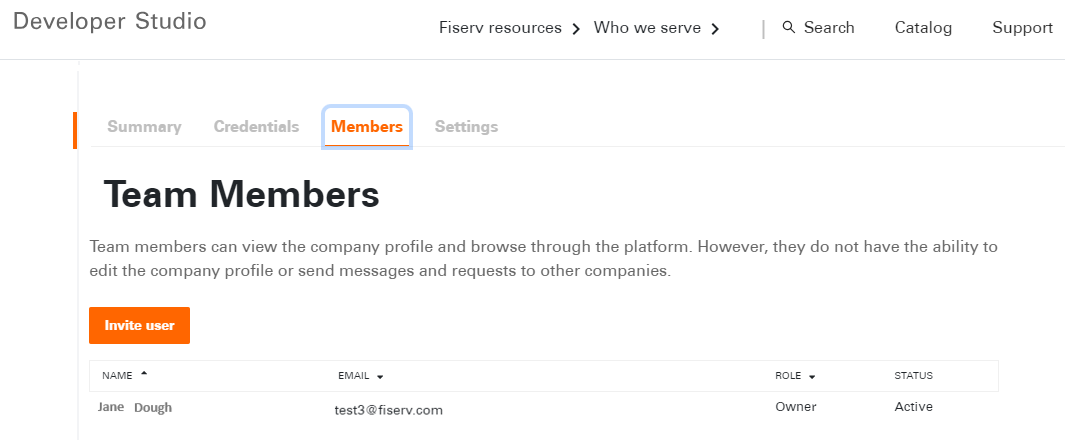 Developer Studio
Fiserv resources Who we serve | Search Catalog Support
Summary Credentials Members Settings
Team Members
Team members can view the company profile and browse through the platform. However, they do not have the ability to
edit the company profile or send messages and requests to other companies.
Invite user
NAME EMAIL ROLE STATUS
Jane Dough test3@fiserv.com Owner Active